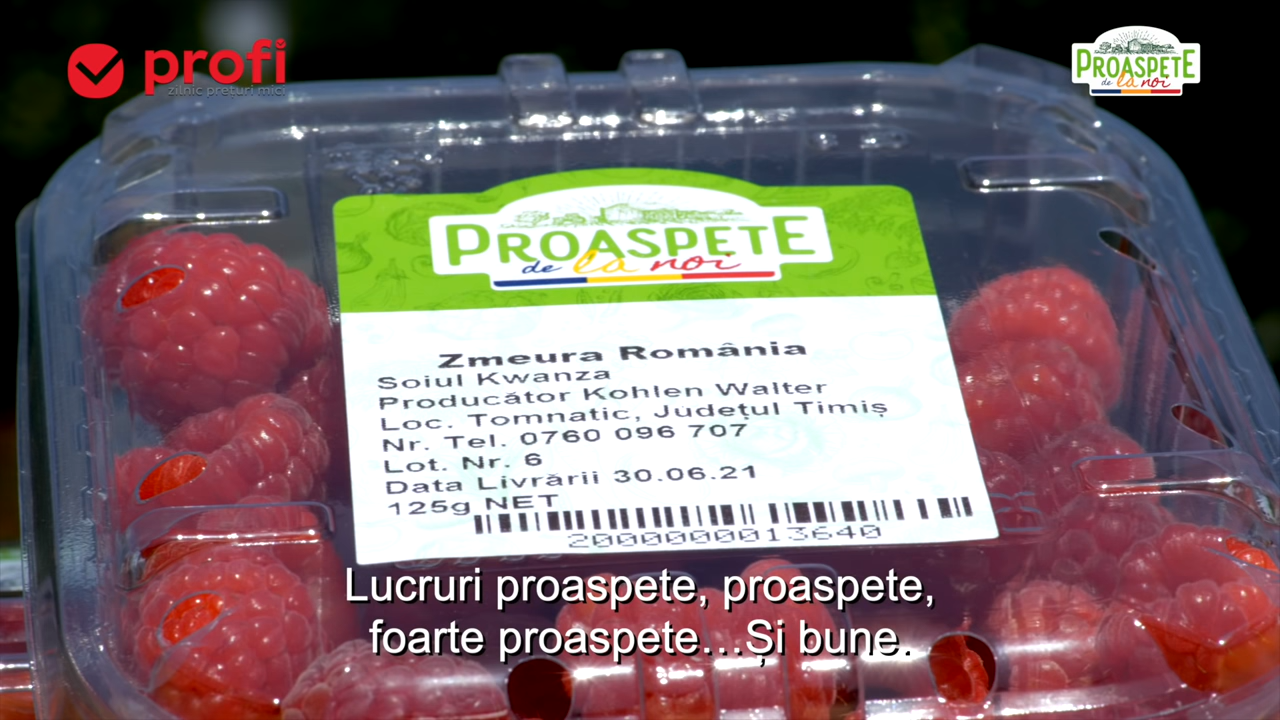 profi
zilnic prețuri mici
PROASPETE
de la noi
PROASPETE
de la noi
Zmeura România
Soiul Kwanza
Producător Kohlen Walter
Loc. Tomnatic, Județul Timiș
Nr. Tel. 0760 096 707
Lot. Nr. 6
Data Livrării 30.06.21
125g NET
2000000013640
Lucruri proaspete, proaspete,
foarte proaspete...Și bune.